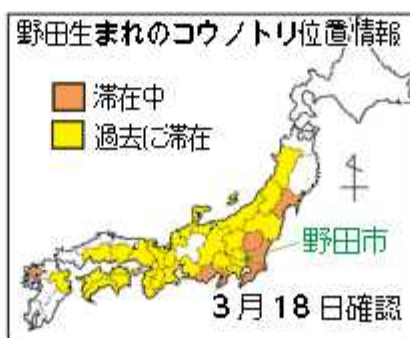 野田生まれのコウノトリ位置情報
滞在中
過去に滞在
野田市
3月18日確認